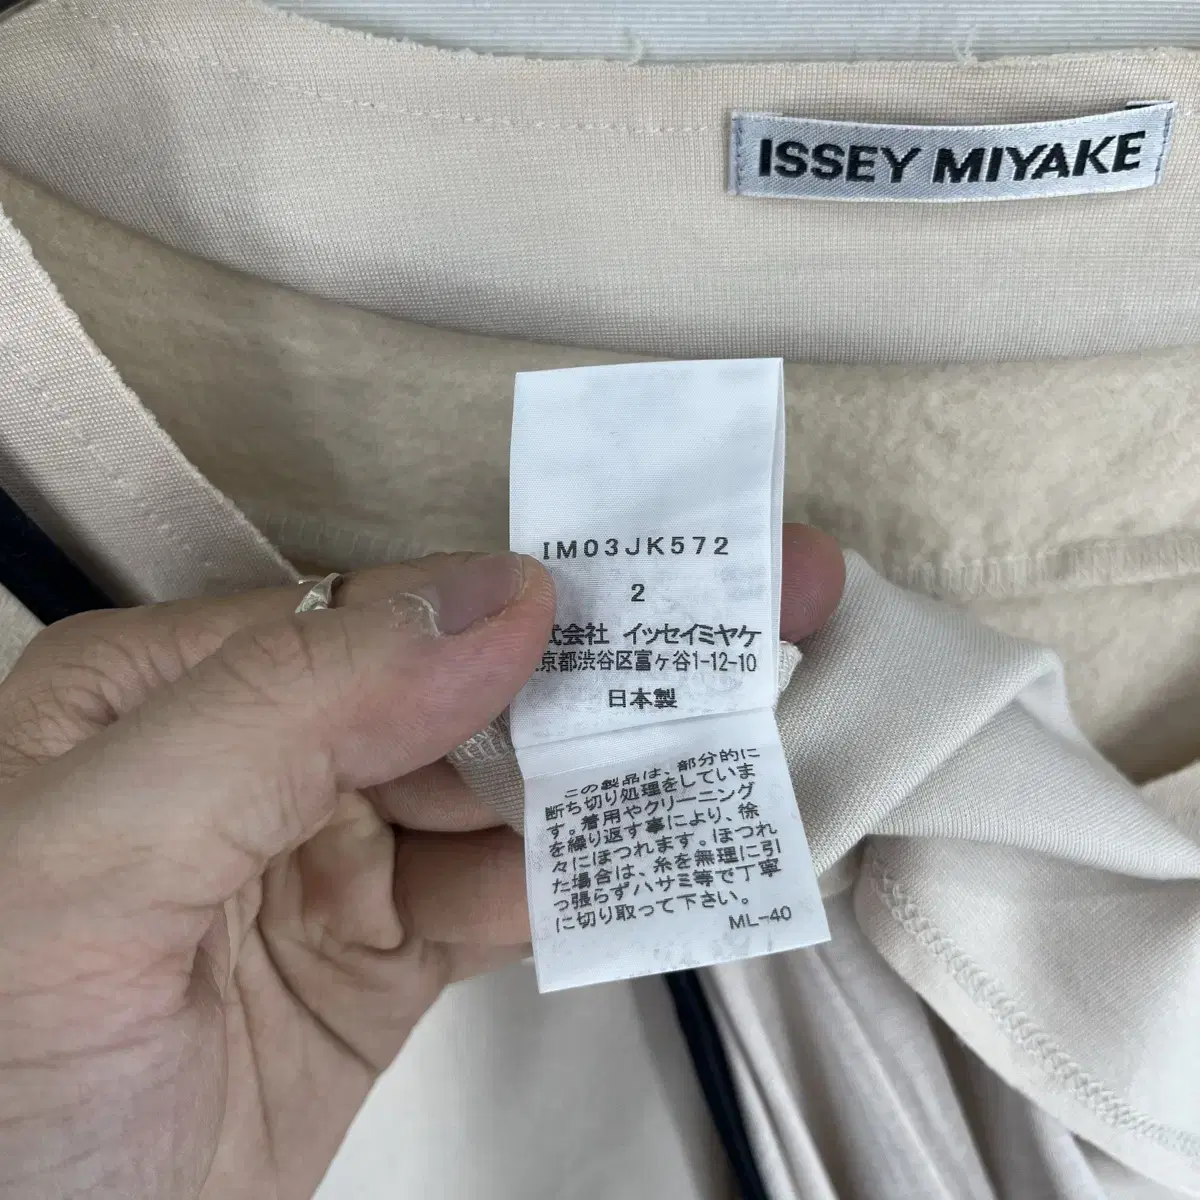 ISSEY MIYAKE
IM03JK572
2
式会社 イッセイミヤケ
京都渋谷区富ヶ谷1-12-10
日本製
この製品は、部分的に
断ち切り処理をしていま
す。着用やクリーニング
を繰り返す事により、徐
々にほつれます。ほつれ
た場合は、糸を無理に引
っ張らずハサミ等で丁寧
に切り取って下さい。
ML-40